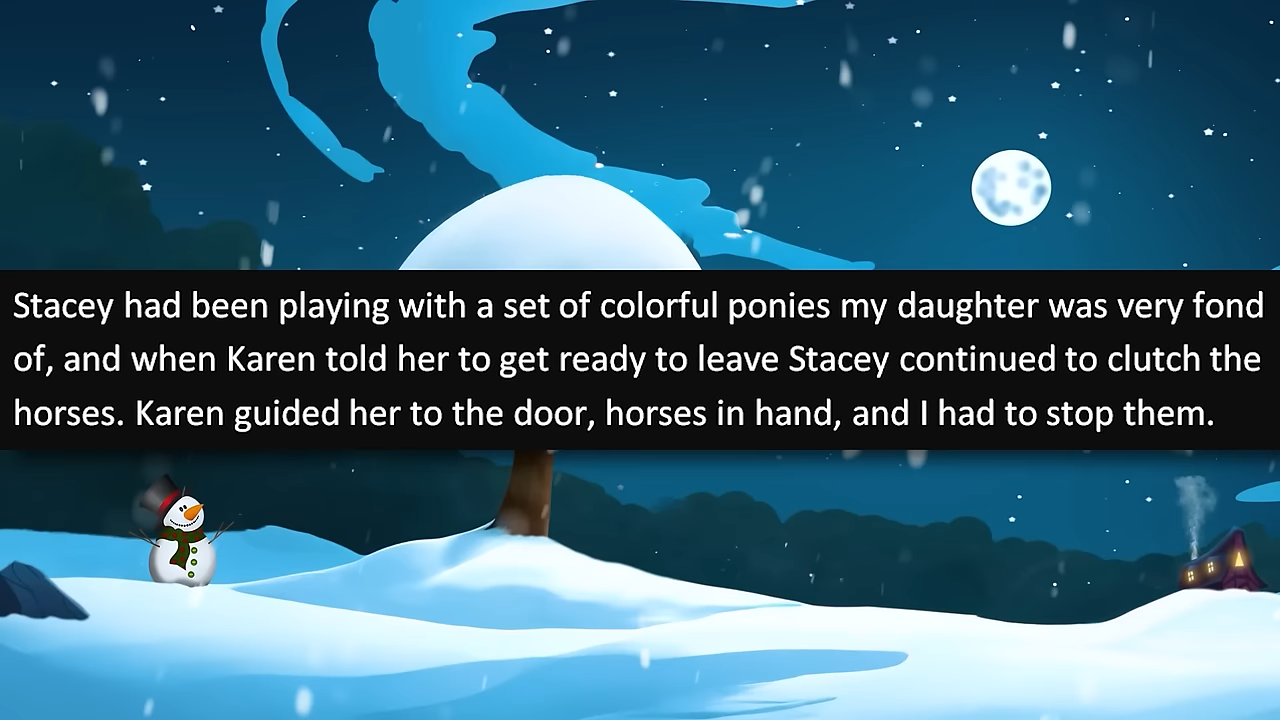 Stacey had been playing with a set of colorful ponies my daughter was very fond
of, and when Karen told her to get ready to leave Stacey continued to clutch the
horses. Karen guided her to the door, horses in hand, and I had to stop them.